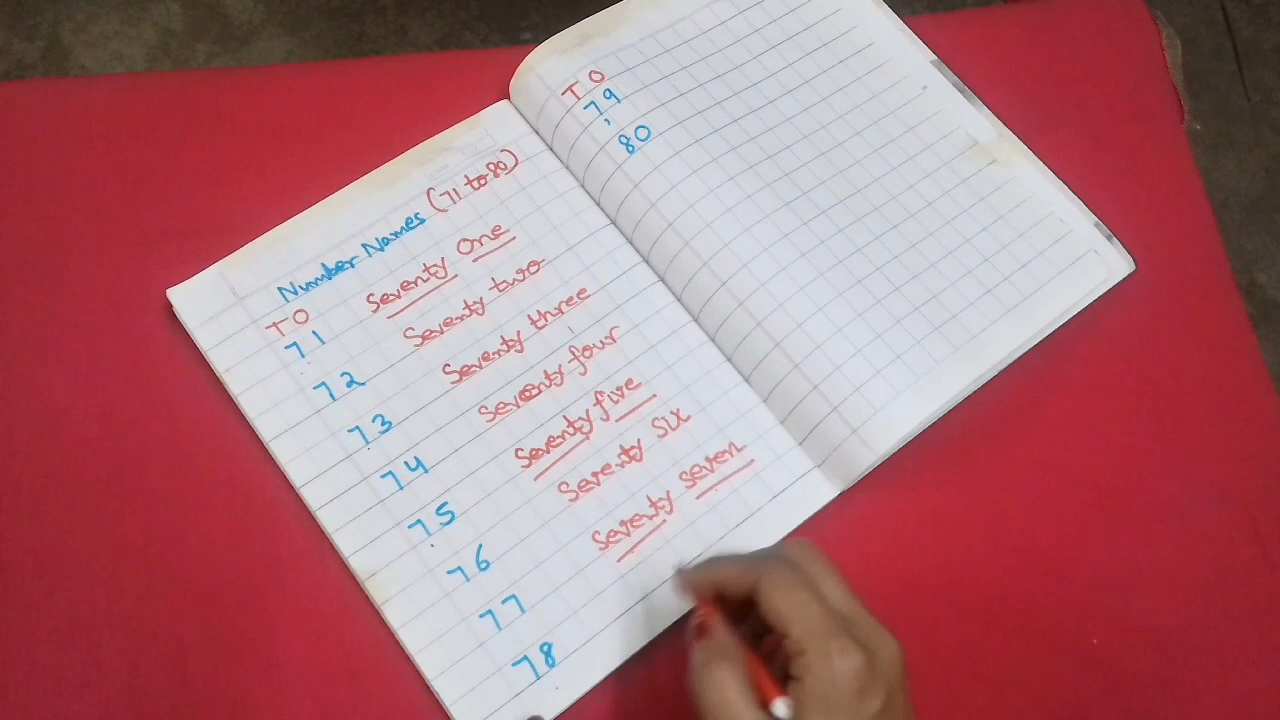 Number Names (71 to 80)
T O
71 Seventy One
72 Seventy two
73 Seventy three
74 Seventy four
75 Seventy five
76 Seventy Six
77 Seventy seven
78
T O
79
80